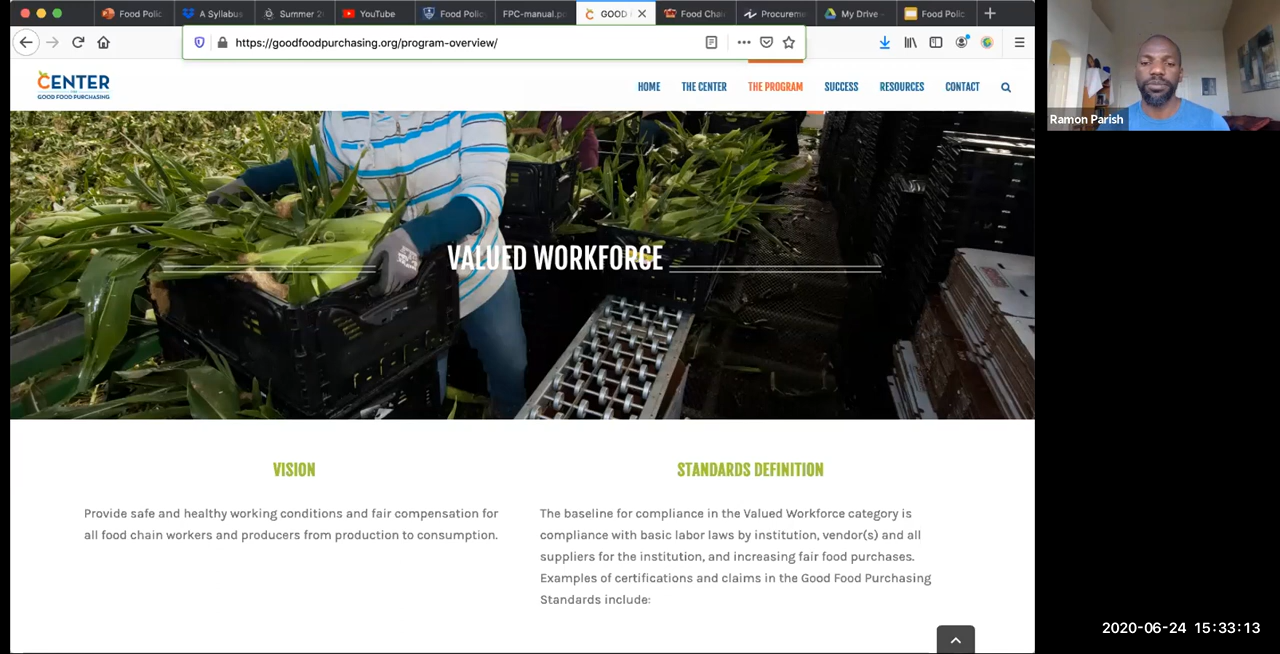 Food Polic
A Syllabus
Summer 2
YouTube
Food Polic
FPC-manual.p
GOOD
Food Chai
Procureme
My Drive -
Food Polic
https://goodfoodpurchasing.org/program-overview/
CENTER
GOOD FOOD PURCHASING
HOME THE CENTER THE PROGRAM SUCCESS RESOURCES CONTACT
Ramon Parish
VALUED WORKFORCE
VISION
Provide safe and healthy working conditions and fair compensation for
all food chain workers and producers from production to consumption.
STANDARDS DEFINITION
The baseline for compliance in the Valued Workforce category is
compliance with basic labor laws by institution, vendor(s) and all
suppliers for the institution, and increasing fair food purchases.
Examples of certifications and claims in the Good Food Purchasing
Standards include:
2020-06-24 15:33:13